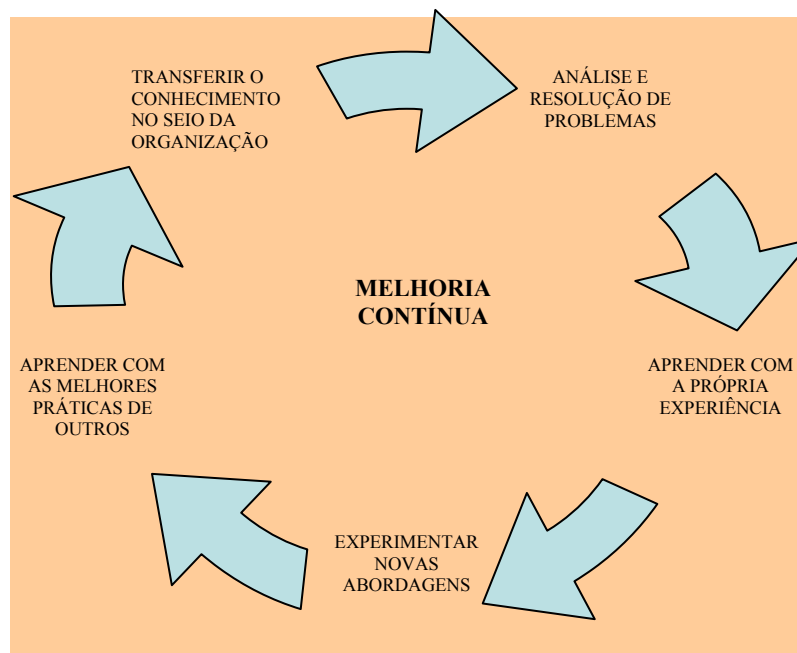 TRANSFERIR O
CONHECIMENTO
NO SEIO DA
ORGANIZAÇÃO
ANÁLISE E
RESOLUÇÃO DE
PROBLEMAS
MELHORIA
CONTÍNUA
APRENDER COM
AS MELHORES
PRÁTICAS DE
OUTROS
APRENDER COM
A PRÓPRIA
EXPERIÊNCIA
EXPERIMENTAR
NOVAS
ABORDAGENS